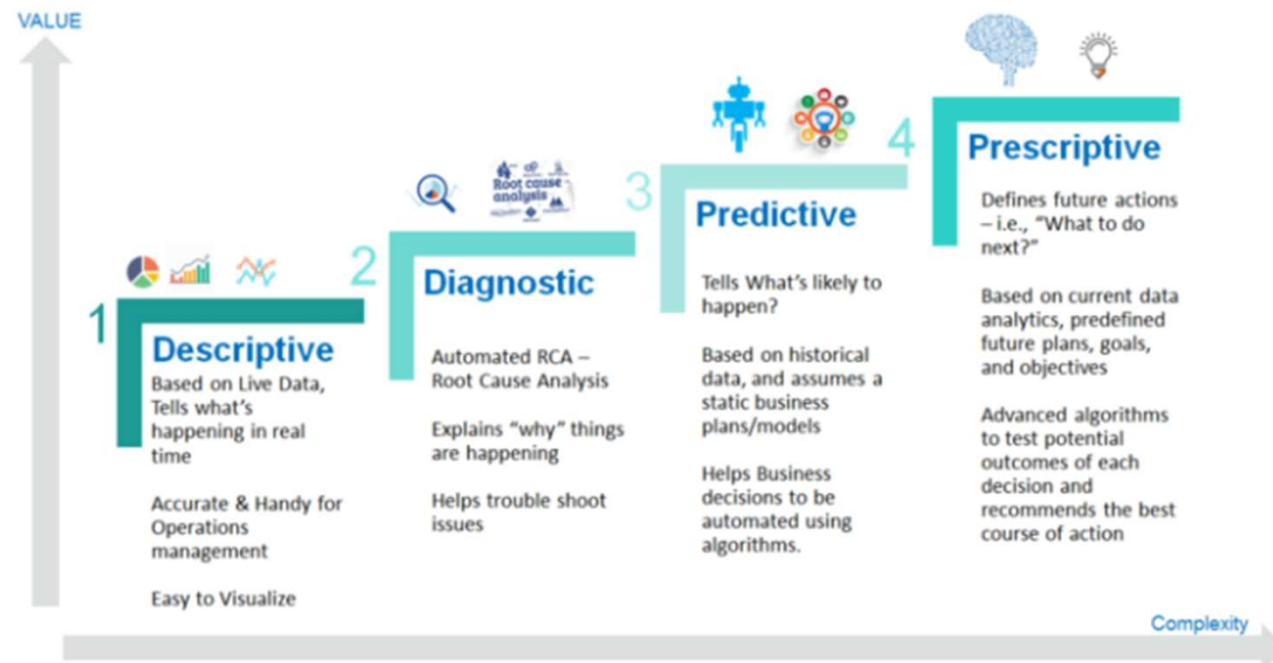 VALUE
1
Descriptive
Based on Live Data,
Tells what's
happening in real
time
Accurate & Handy for
Operations
management
Easy to Visualize
2
Root cause
analysis
Diagnostic
Automated RCA –
Root Cause Analysis
Explains "why" things
are happening
Helps trouble shoot
issues
3
Predictive
Tells What's likely to
happen?
Based on historical
data, and assumes a
static business
plans/models
Helps Business
decisions to be
automated using
algorithms.
4
Prescriptive
Defines future actions
– i.e., "What to do
next?"
Based on current data
analytics, predefined
future plans, goals,
and objectives
Advanced algorithms
to test potential
outcomes of each
decision and
recommends the best
course of action
Complexity